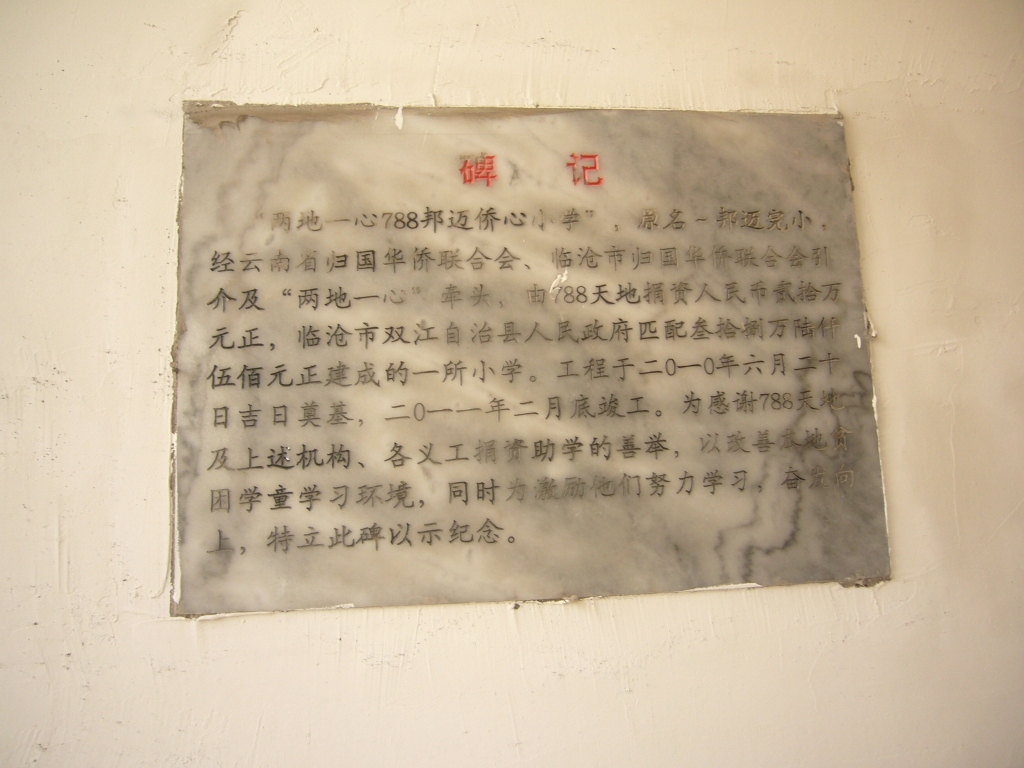 碑 记
“两地一心788邦迈侨心小学”，原名-邦迈完小，
经云南省归国华侨联合会、临沧市归国华侨联合会引
介及“两地一心”牵头，由788天地捐资人民币贰拾万
元正，临沧市双江自治县人民政府匹配叁拾捌万陆仟
伍佰元正建成的一所小学。工程于二0一0年六月二十
日吉日奠基，二0一一年二月底竣工。为感谢788天地
及上述机构、各义工捐资助学的善举，以改善本地贫
困学童学习环境，同时为激励他们努力学习，奋发向
上，特立此碑以示纪念。